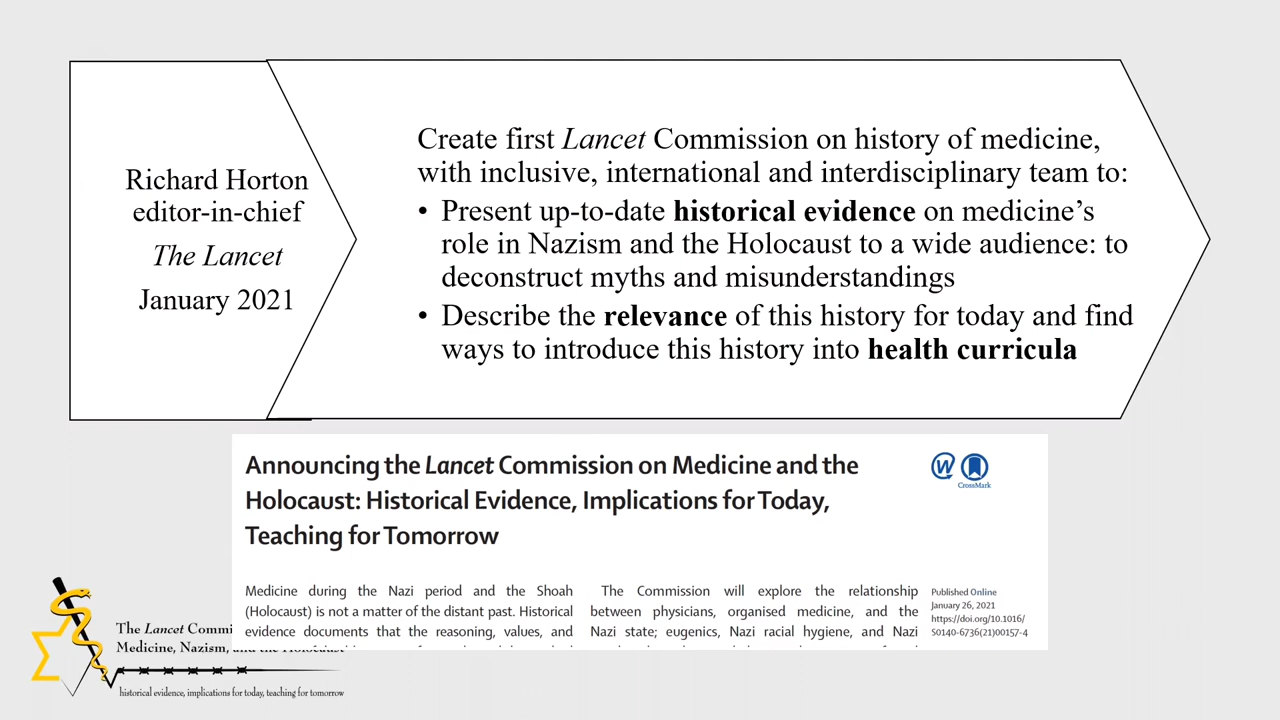 Richard Horton
editor-in-chief
The Lancet
January 2021
Create first Lancet Commission on history of medicine,
with inclusive, international and interdisciplinary team to:
• Present up-to-date historical evidence on medicine’s
role in Nazism and the Holocaust to a wide audience: to
deconstruct myths and misunderstandings
• Describe the relevance of this history for today and find
ways to introduce this history into health curricula
Announcing the Lancet Commission on Medicine and the
Holocaust: Historical Evidence, Implications for Today,
Teaching for Tomorrow
CrossMark
Medicine during the Nazi period and the Shoah
(Holocaust) is not a matter of the distant past. Historical
evidence documents that the reasoning, values, and
The Commission will explore the relationship
between physicians, organised medicine, and the
Nazi state; eugenics, Nazi racial hygiene, and Nazi
Published Online
January 26, 2021
https://doi.org/10.1016/
S0140-6736(21)00157-4
The Lancet Commi
Medicine, Nazism, and the Holocaust
historical evidence, implications for today, teaching for tomorrow